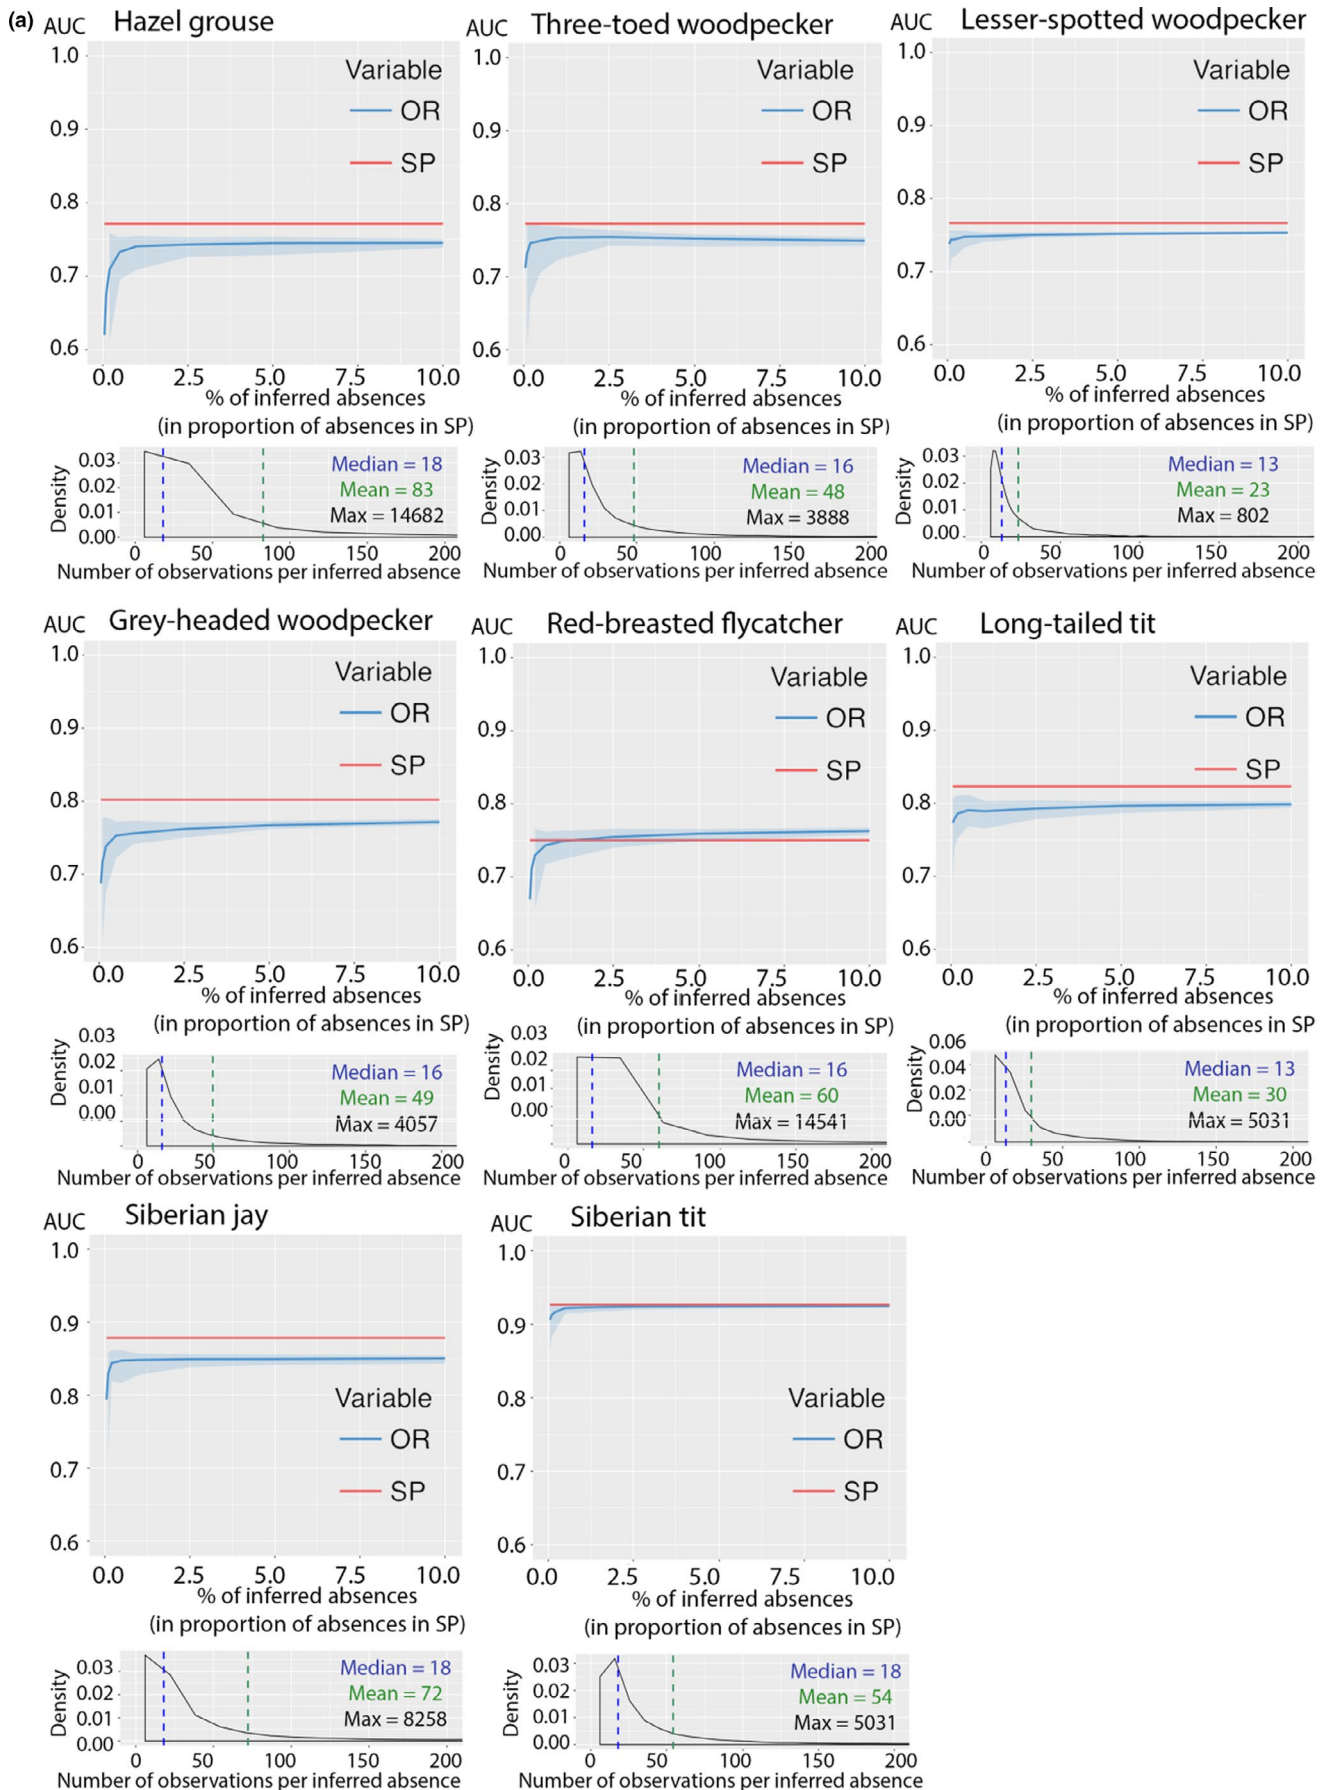 (a) AUC Hazel grouse
1.0
0.9
0.8
0.7
0.6
Variable
OR
SP
0.0 2.5 5.0 7.5 10.0
% of inferred absences
(in proportion of absences in SP)
Density
0.03
0.02
0.01
0.00
Median = 18
Mean = 83
Max = 14682
0 50 100 150 200
Number of observations per inferred absence
AUC Three-toed woodpecker
1.0
0.9
0.8
0.7
0.6
Variable
OR
SP
0.0 2.5 5.0 7.5 10.0
% of inferred absences
(in proportion of absences in SP)
Density
0.03
0.02
0.01
0.00
Median = 16
Mean = 48
Max = 3888
0 50 100 150 200
Number of observations per inferred absence
AUC Lesser-spotted woodpecker
1.0
0.9
0.8
0.7
0.6
Variable
OR
SP
0.0 2.5 5.0 7.5 10.0
% of inferred absences
(in proportion of absences in SP)
Density
0.03
0.02
0.01
0.00
Median = 13
Mean = 23
Max = 802
0 50 100 150 200
Number of observations per inferred absence
AUC Grey-headed woodpecker
1.0
0.9
0.8
0.7
0.6
Variable
OR
SP
0.0 2.5 5.0 7.5 10.0
% of inferred absences
(in proportion of absences in SP)
Density
0.03
0.02
0.01
0.00
Median = 16
Mean = 49
Max = 4057
0 50 100 150 200
Number of observations per inferred absence
AUC Red-breasted flycatcher
1.0
0.9
0.8
0.7
0.6
Variable
OR
SP
0.0 2.5 5.0 7.5 10.0
% of inferred absences
(in proportion of absences in SP)
Density
0.03
0.02
0.01
0.00
Median = 16
Mean = 60
Max = 14541
0 50 100 150 200
Number of observations per inferred absence
AUC Long-tailed tit
1.0
0.9
0.8
0.7
0.6
Variable
OR
SP
0.0 2.5 5.0 7.5 10.0
% of inferred absences
(in proportion of absences in SP
Density
0.06
0.04
0.02
0.00
Median = 13
Mean = 30
Max = 5031
0 50 100 150 200
Number of observations per inferred absence
AUC Siberian jay
1.0
0.9
0.8
0.7
0.6
Variable
OR
SP
0.0 2.5 5.0 7.5 10.0
% of inferred absences
(in proportion of absences in SP)
Density
0.03
0.02
0.01
0.00
Median = 18
Mean = 72
Max = 8258
0 50 100 150 200
Number of observations per inferred absence
AUC Siberian tit
1.0
0.9
0.8
0.7
0.6
Variable
OR
SP
0.0 2.5 5.0 7.5 10.0
% of inferred absences
(in proportion of absences in SP)
Density
0.03
0.02
0.01
0.00
Median = 18
Mean = 54
Max = 5031
0 50 100 150 200
Number of observations per inferred absence